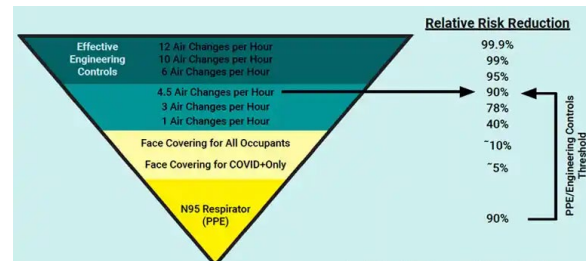 Relative Risk Reduction
Effective
Engineering
Controls
12 Air Changes per Hour
10 Air Changes per Hour
6 Air Changes per Hour
4.5 Air Changes per Hour
3 Air Changes per Hour
1 Air Changes per Hour
Face Covering for All Occupants
Face Covering for COVID+Only
N95 Respirator
(PPE)
99.9%
99%
95%
90%
78%
40%
~10%
~5%
90%
PPE/Engineering Controls
Threshold